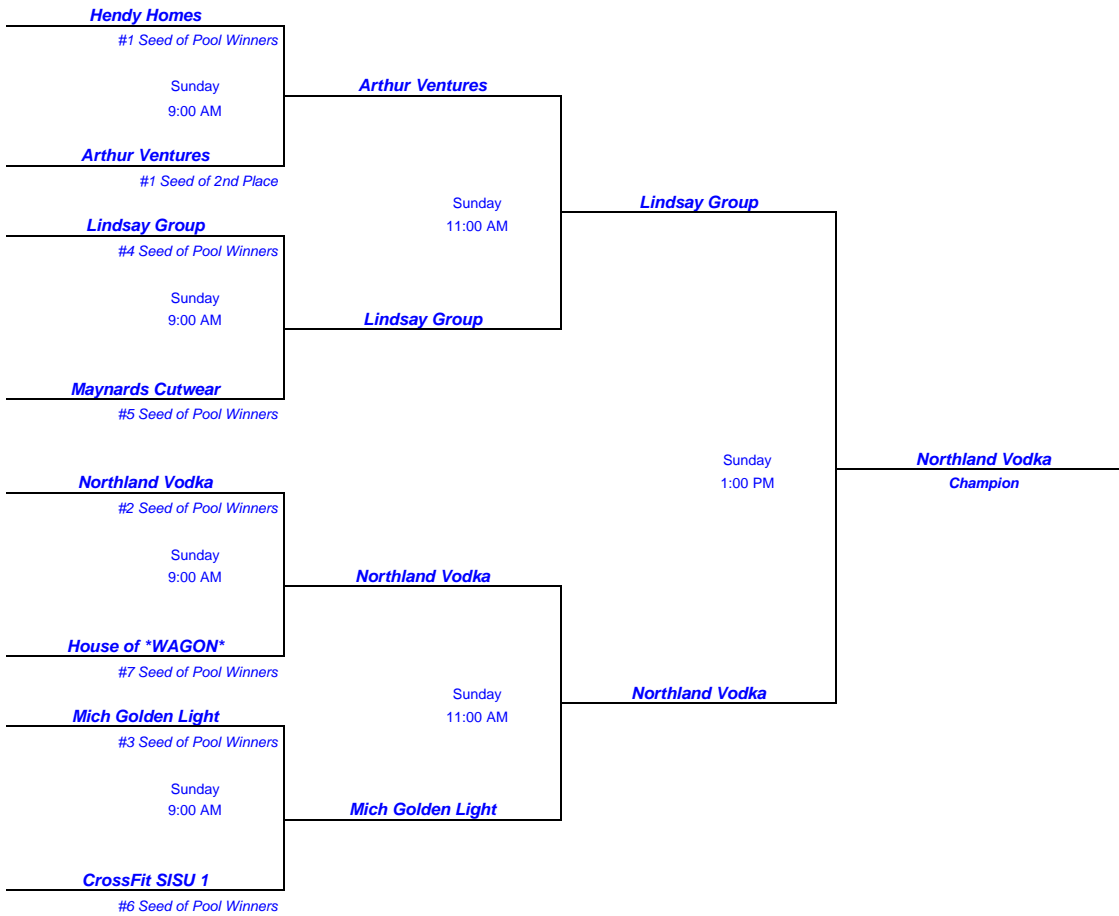 Hendy Homes
#1 Seed of Pool Winners
Sunday
9:00 AM
Arthur Ventures
Arthur Ventures
#1 Seed of 2nd Place
Lindsay Group
#4 Seed of Pool Winners
Sunday
9:00 AM
Lindsay Group
Maynards Cutwear
#5 Seed of Pool Winners
Sunday
11:00 AM
Lindsay Group
Northland Vodka
#2 Seed of Pool Winners
Sunday
9:00 AM
Northland Vodka
House of *WAGON*
#7 Seed of Pool Winners
Mich Golden Light
#3 Seed of Pool Winners
Sunday
9:00 AM
Mich Golden Light
CrossFit SISU 1
#6 Seed of Pool Winners
Sunday
11:00 AM
Northland Vodka
Sunday
1:00 PM
Northland Vodka
Champion